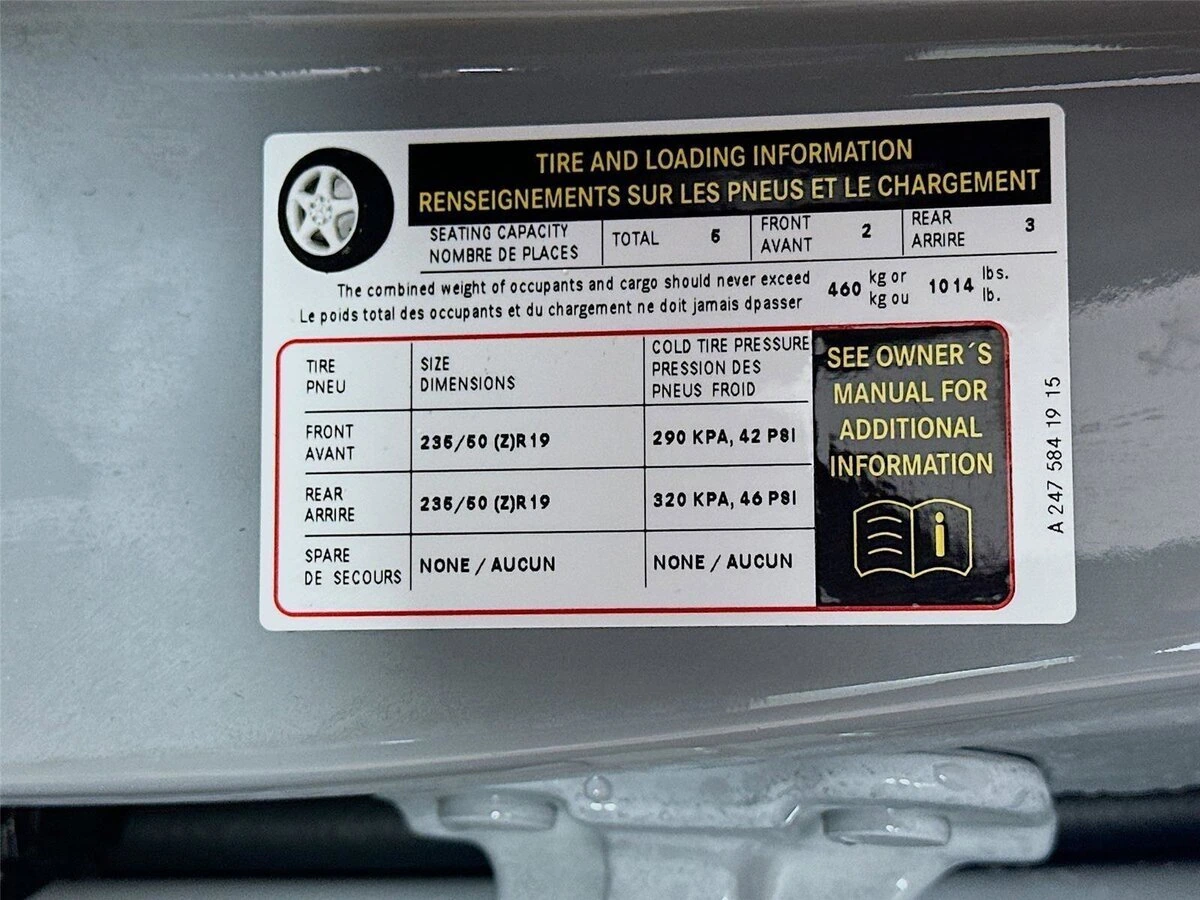 TIRE AND LOADING INFORMATION
RENSEIGNEMENTS SUR LES PNEUS ET LE CHARGEMENT
SEATING CAPACITY
NOMBRE DE PLACES
TOTAL 5
FRONT
AVANT
2
REAR
ARRIRE
3
The combined weight of occupants and cargo should never exceed
Le poids total des occupants et du chargement ne doit jamais dpasser
460 kg or
kg ou
1014 lbs.
lb.
TIRE
PNEU
SIZE
DIMENSIONS
COLD TIRE PRESSURE
PRESSION DES
PNEUS FROID
FRONT
AVANT
235/50 (Z)R19
290 KPA, 42 PSI
REAR
ARRIRE
235/50 (Z)R19
320 KPA, 46 PSI
SPARE
DE SECOURS
NONE / AUCUN
NONE / AUCUN
SEE OWNER´S
MANUAL FOR
ADDITIONAL
INFORMATION
i
A 247 584 19 15